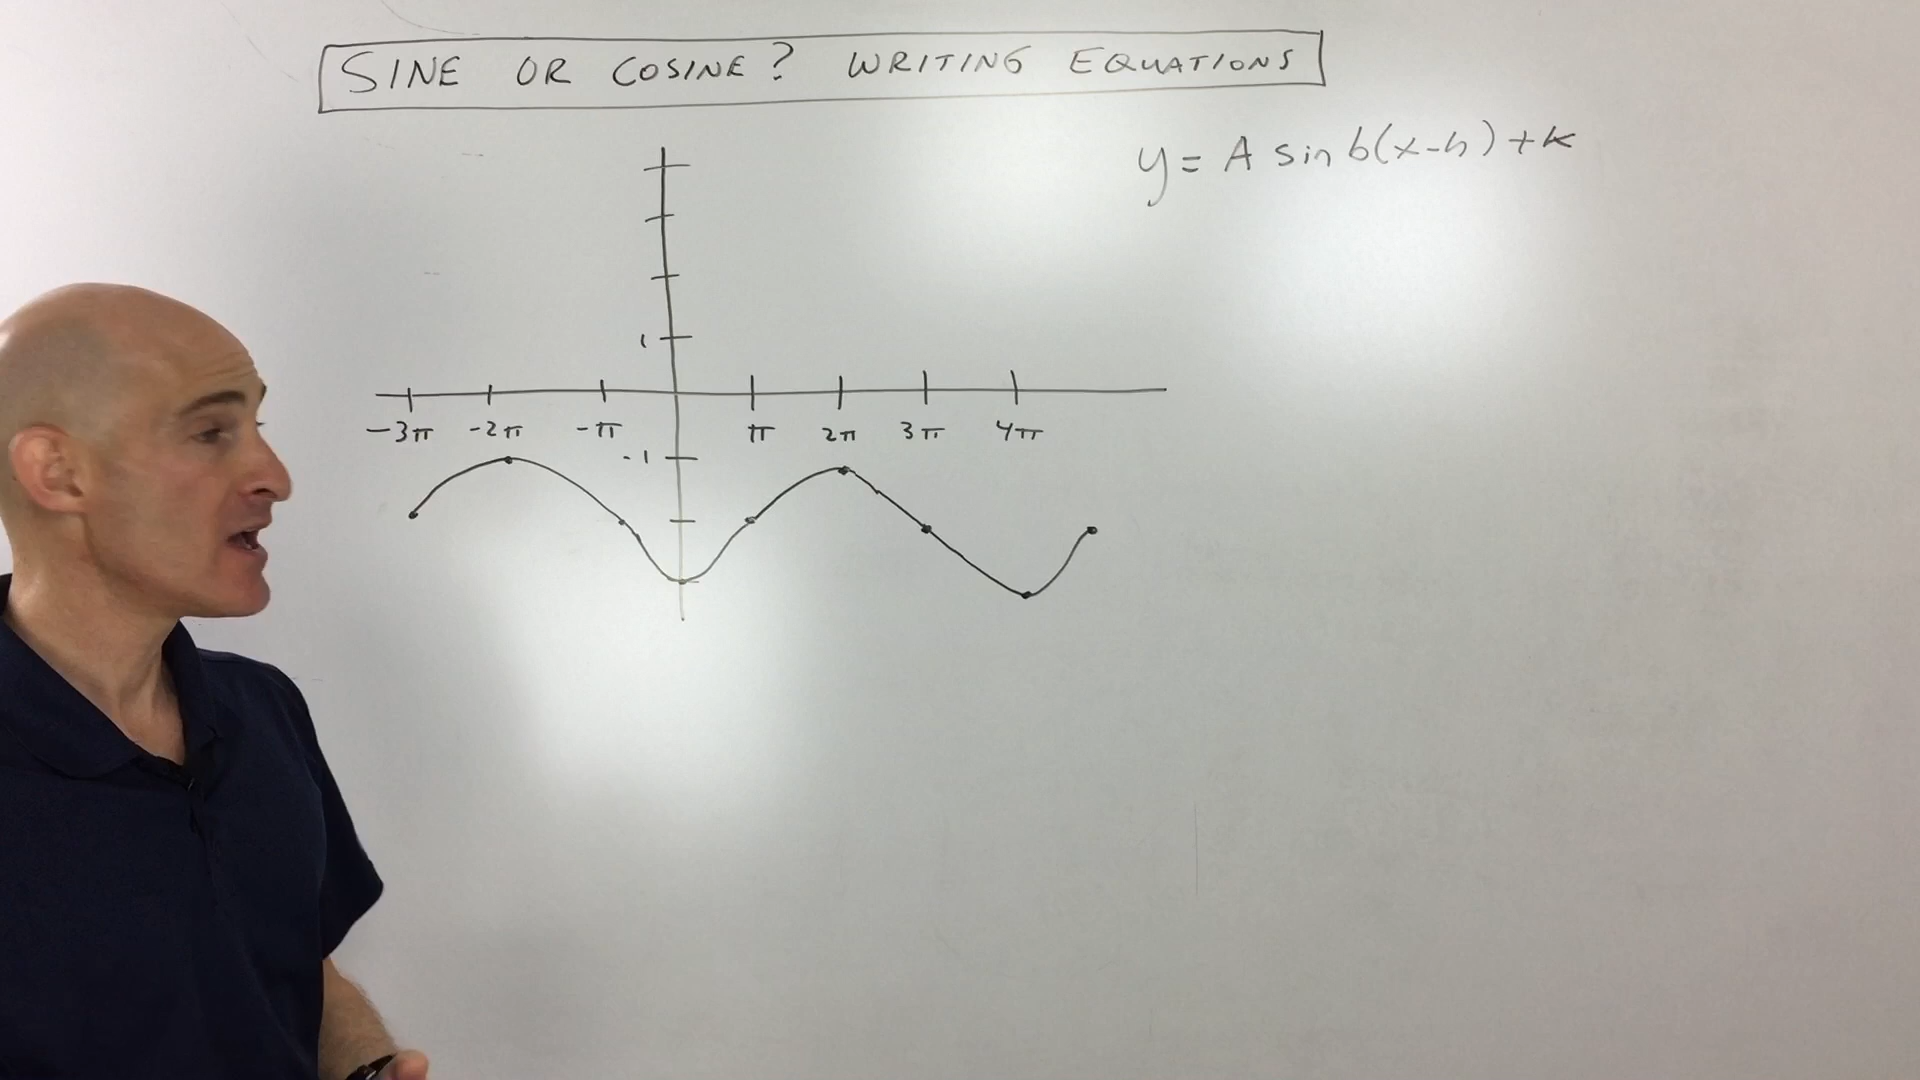 SINE OR COSINE? WRITING EQUATIONS
y = A sin b(x-h) + k
1
-3π -2π -π π 2π 3π 4π
-1